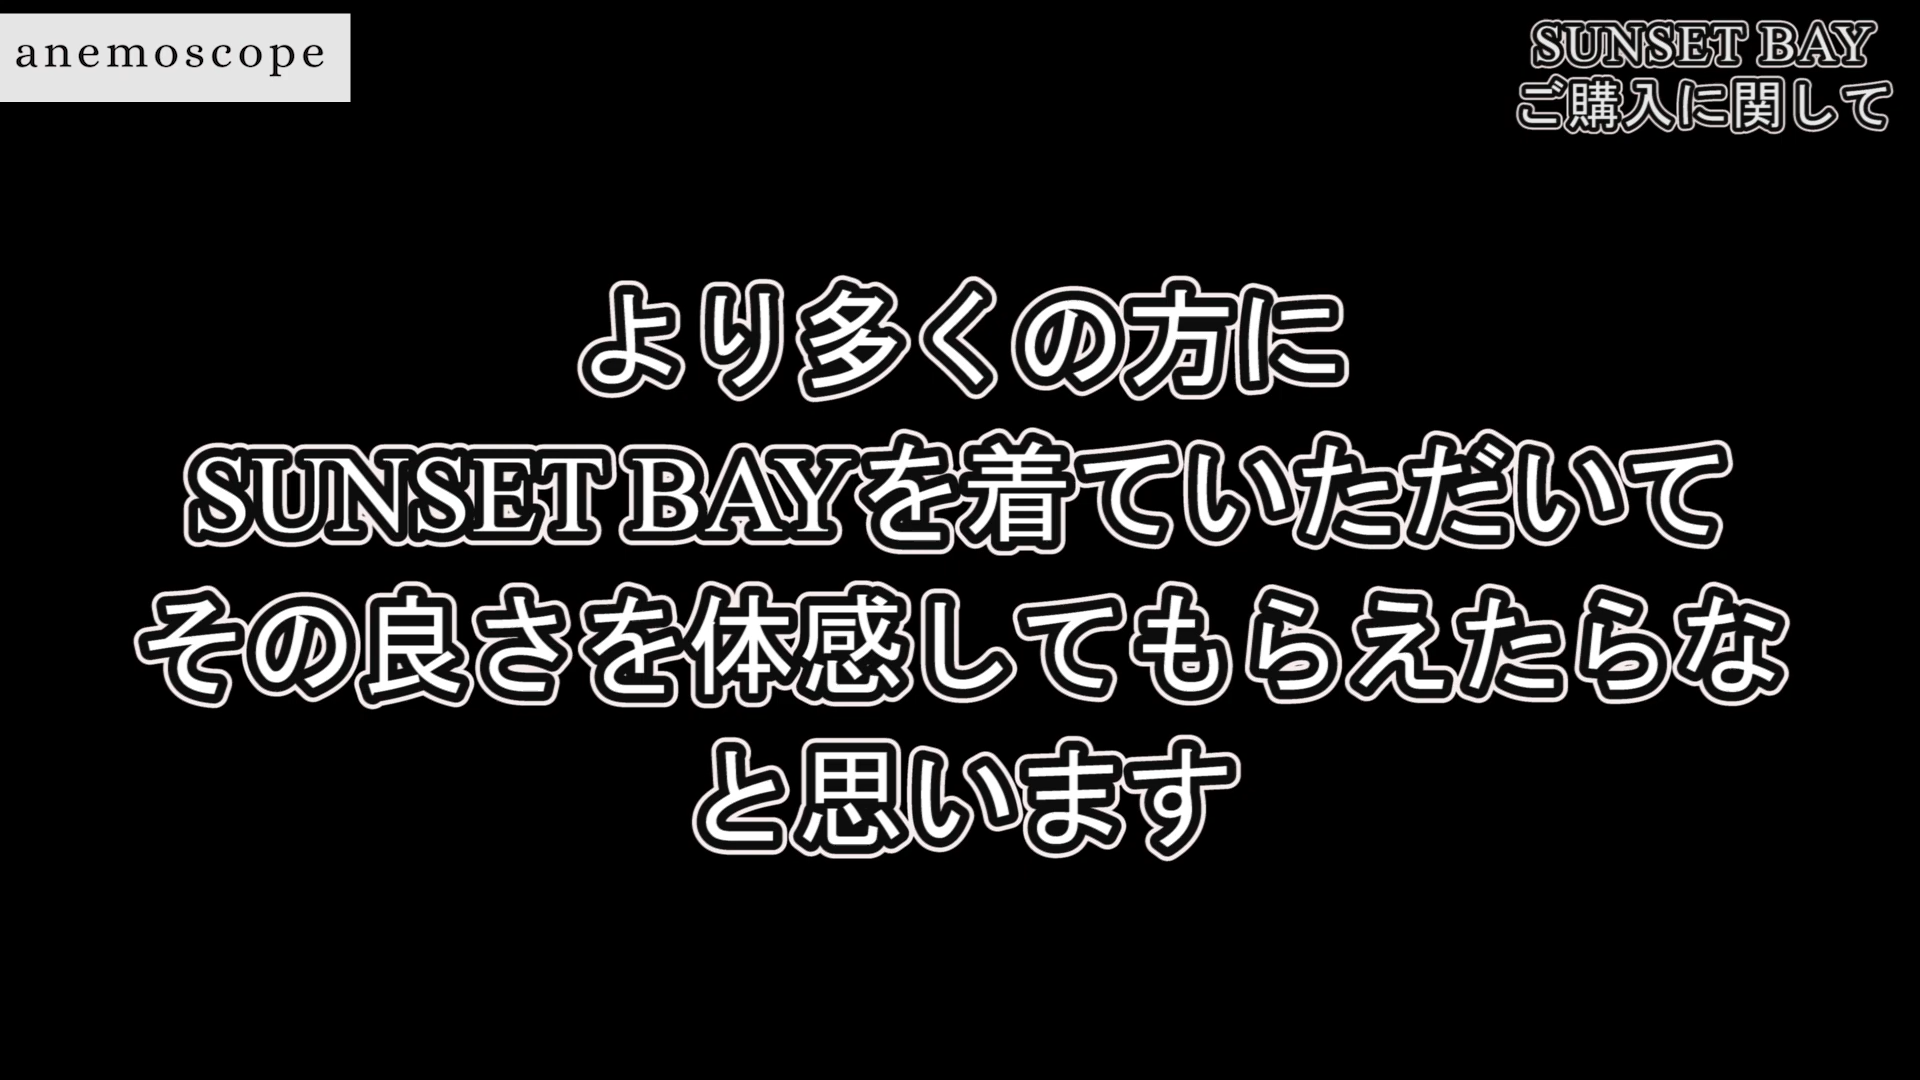 anemoscope
SUNSET BAY
ご購入に関して
より多くの方に
SUNSET BAYを着ていただいて
その良さを体感してもらえたらな
と思います